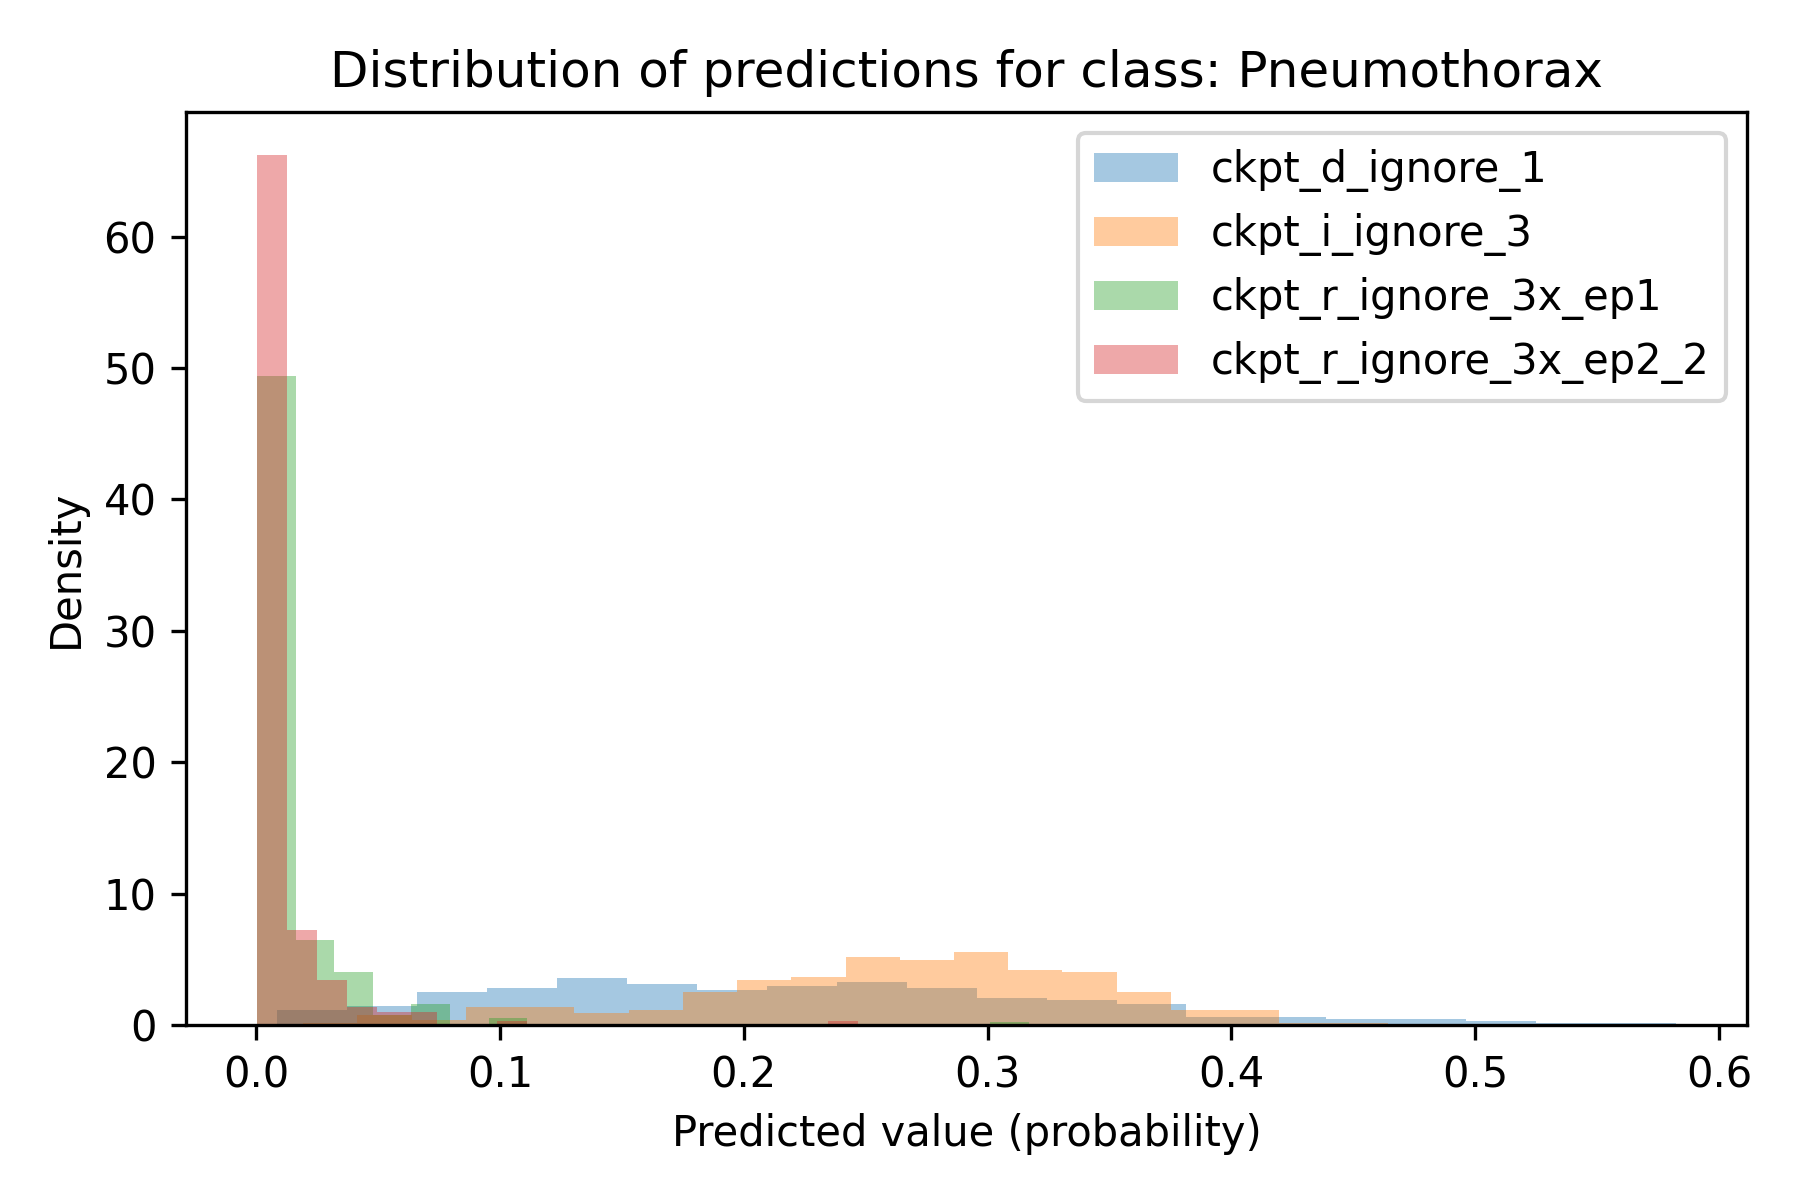 Distribution of predictions for class: Pneumothorax
ckpt_d_ignore_1
ckpt_i_ignore_3
ckpt_r_ignore_3x_ep1
ckpt_r_ignore_3x_ep2_2
Density
60
50
40
30
20
10
0
0.0 0.1 0.2 0.3 0.4 0.5 0.6
Predicted value (probability)